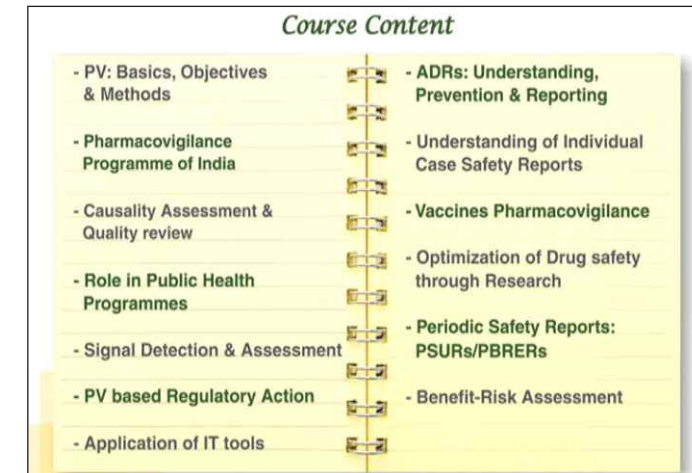 Course Content
- PV: Basics, Objectives
& Methods
- Pharmacovigilance
Programme of India
- Causality Assessment &
Quality review
- Role in Public Health
Programmes
- Signal Detection & Assessment
- PV based Regulatory Action
- Application of IT tools
- ADRs: Understanding,
Prevention & Reporting
- Understanding of Individual
Case Safety Reports
- Vaccines Pharmacovigilance
- Optimization of Drug safety
through Research
- Periodic Safety Reports:
PSURs/PBRERs
- Benefit-Risk Assessment